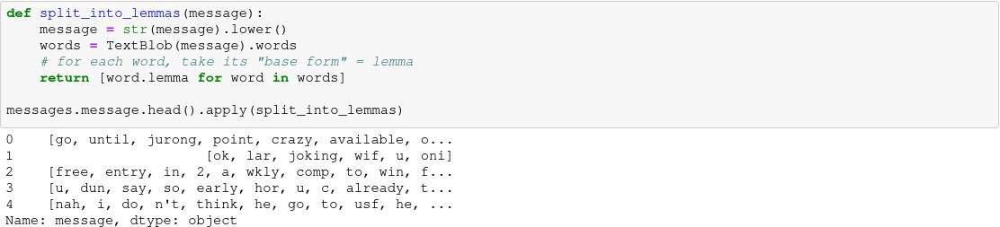 def split_into_lemmas(message):
    message = str(message).lower()
    words = TextBlob(message).words
    # for each word, take its "base form" = lemma
    return [word.lemma for word in words]

messages.message.head().apply(split_into_lemmas)
0    [go, until, jurong, point, crazy, available, o...
1                       [ok, lar, joking, wif, u, oni]
2    [free, entry, in, 2, a, wkly, comp, to, win, f...
3    [u, dun, say, so, early, hor, u, c, already, t...
4    [nah, i, do, n't, think, he, go, to, usf, he, ...
Name: message, dtype: object